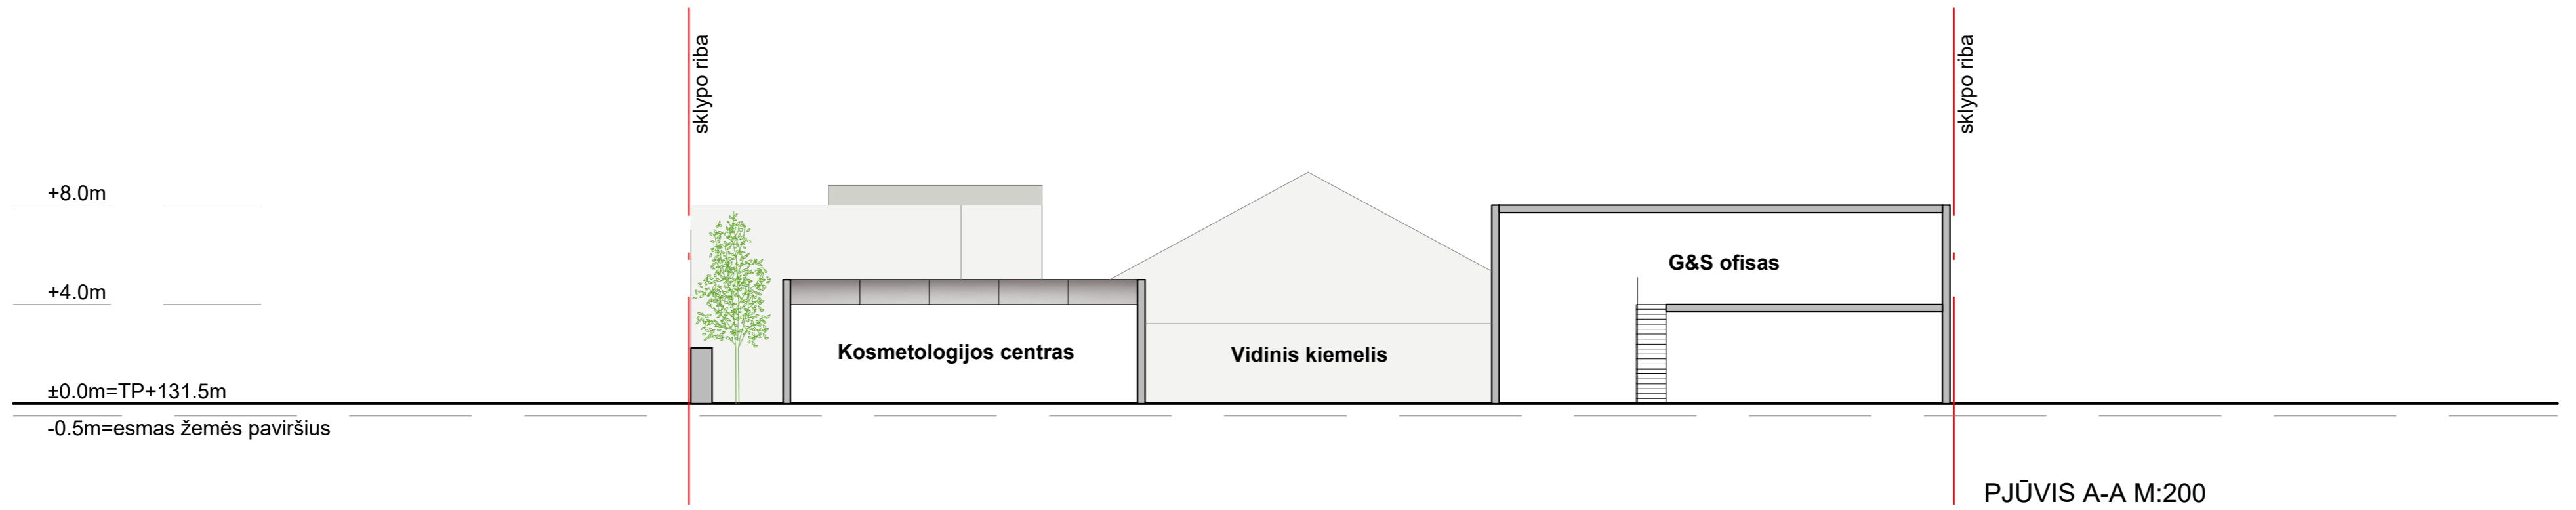 sklypo riba
sklypo riba
+8.0m
G&S ofisas
+4.0m
Kosmetologijos centras
Vidinis kiemelis
±0.0m=TP+131.5m
-0.5m=esmas žemės paviršius
PJŪVIS A-A M:200